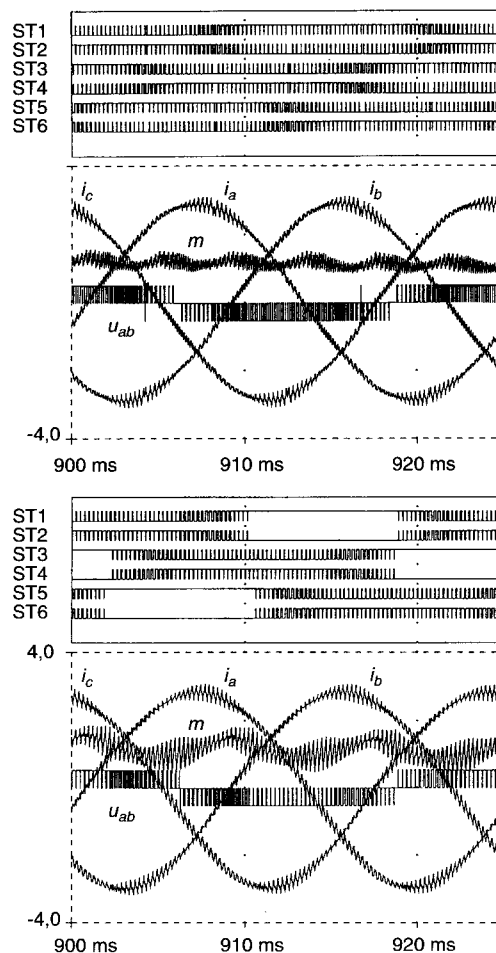 ST1
ST2
ST3
ST4
ST5
ST6
i_c i_a i_b
m
u_ab
-4,0
900 ms 910 ms 920 ms
ST1
ST2
ST3
ST4
ST5
ST6
4,0
i_c i_a i_b
m
u_ab
-4,0
900 ms 910 ms 920 ms